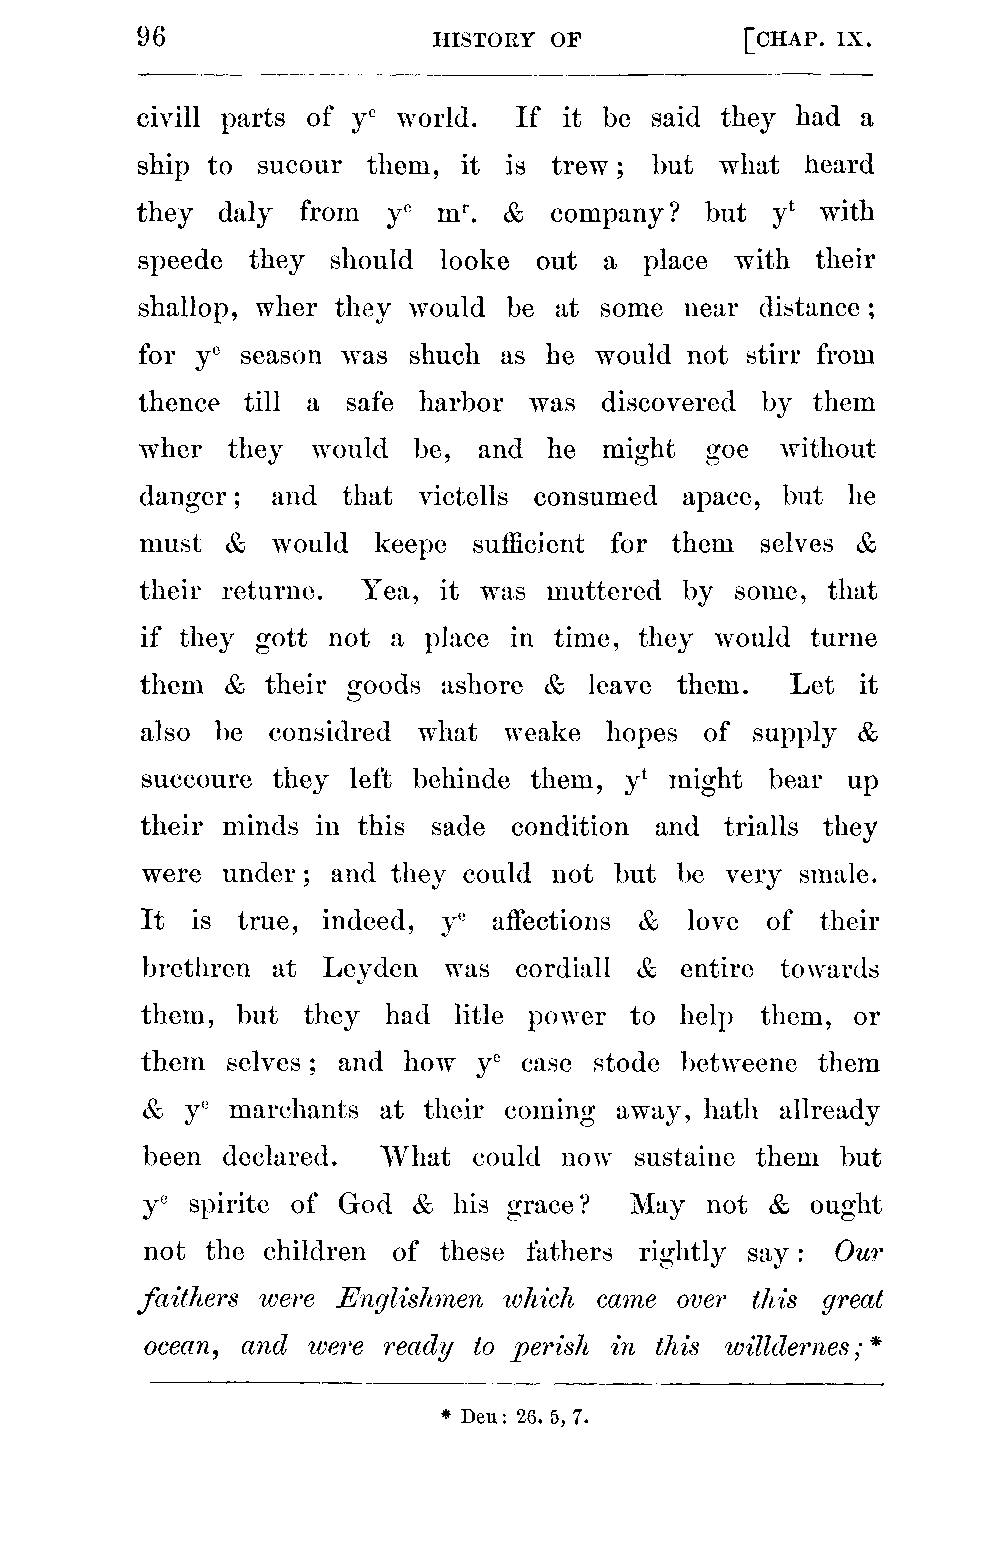 96 HISTORY OF [CHAP. IX.
civill parts of yᵉ world. If it be said they had a
ship to sucour them, it is trew; but what heard
they daly from yᵉ mʳ. & company? but yᵗ with
speede they should looke out a place with their
shallop, wher they would be at some near distance;
for yᵉ season was shuch as he would not stirr from
thence till a safe harbor was discovered by them
wher they would be, and he might goe without
danger; and that victells consumed apace, but he
must & would keepe sufficient for them selves &
their returne. Yea, it was muttered by some, that
if they gott not a place in time, they would turne
them & their goods ashore & leave them. Let it
also be considred what weake hopes of supply &
succoure they left behinde them, yᵗ might bear up
their minds in this sade condition and trialls they
were under; and they could not but be very smale.
It is true, indeed, yᵉ affections & love of their
brethren at Leyden was cordiall & entire towards
them, but they had litle power to help them, or
them selves; and how yᵉ case stode betweene them
& yᵉ marchants at their coming away, hath allready
been declared. What could now sustaine them but
yᵉ spirite of God & his grace? May not & ought
not the children of these fathers rightly say: Our
faithers were Englishmen which came over this great
ocean, and were ready to perish in this willdernes;*
* Deu: 26. 5, 7.